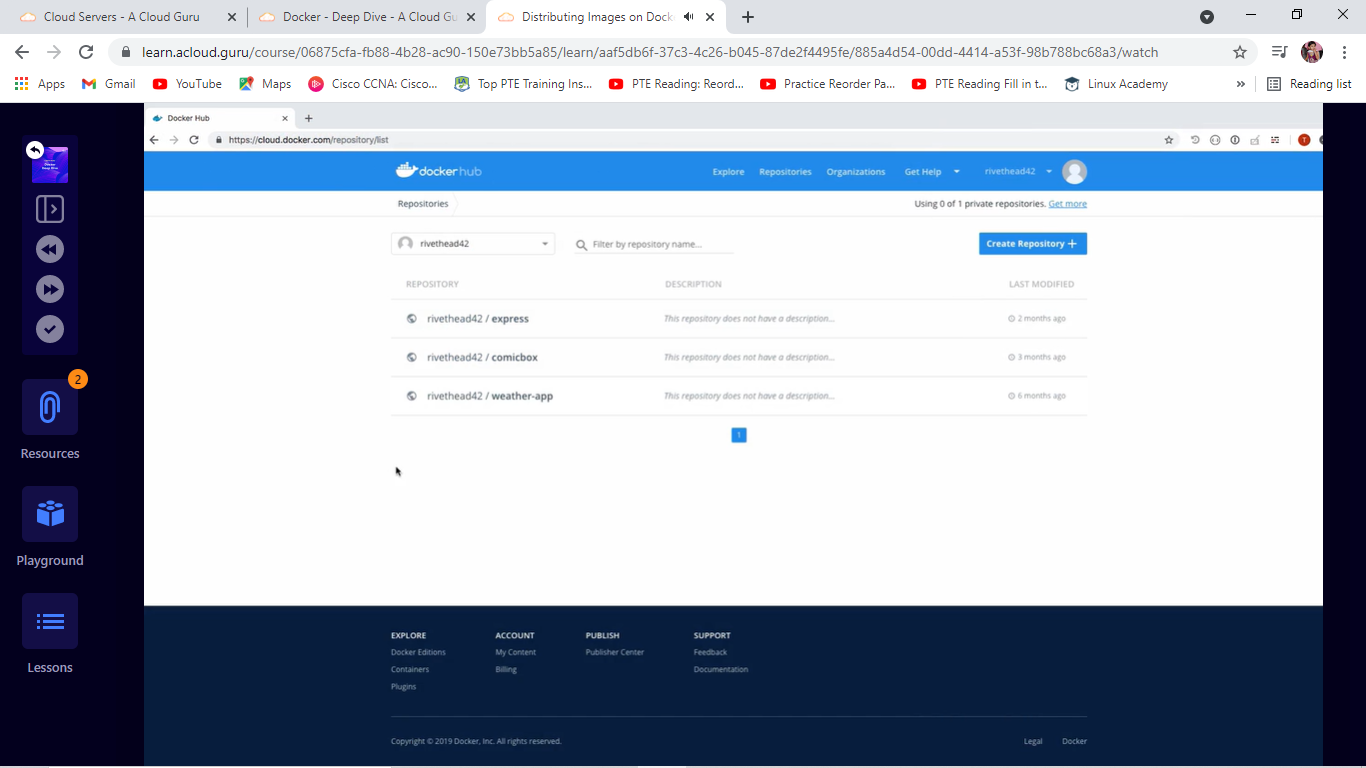 Cloud Servers - A Cloud Guru
Docker - Deep Dive - A Cloud Gu
Distributing Images on Dock
learn.acloud.guru/course/06875cfa-fb88-4b28-ac90-150e73bb5a85/learn/aaf5db6f-37c3-4c26-b045-87de2f4495fe/885a4d54-00dd-4414-a53f-98b788bc68a3/watch
Apps Gmail YouTube Maps Cisco CCNA: Cisco... Top PTE Training Ins... PTE Reading: Reord... Practice Reorder Pa... PTE Reading Fill in t... Linux Academy » Reading list
Docker Hub
https://cloud.docker.com/repository/list
T
Docker Deep Dive
dockerhub Explore Repositories Organizations Get Help rivethead42
Repositories Using 0 of 1 private repositories. Get more
rivethead42 Filter by repository name... Create Repository +
REPOSITORY DESCRIPTION LAST MODIFIED
rivethead42 / express This repository does not have a description... 2 months ago
rivethead42 / comicbox This repository does not have a description... 3 months ago
rivethead42 / weather-app This repository does not have a description... 6 months ago
1
2
Resources
Playground
Lessons
EXPLORE ACCOUNT PUBLISH SUPPORT
Docker Editions My Content Publisher Center Feedback
Containers Billing Documentation
Plugins
Copyright © 2019 Docker, Inc. All rights reserved. Legal Docker